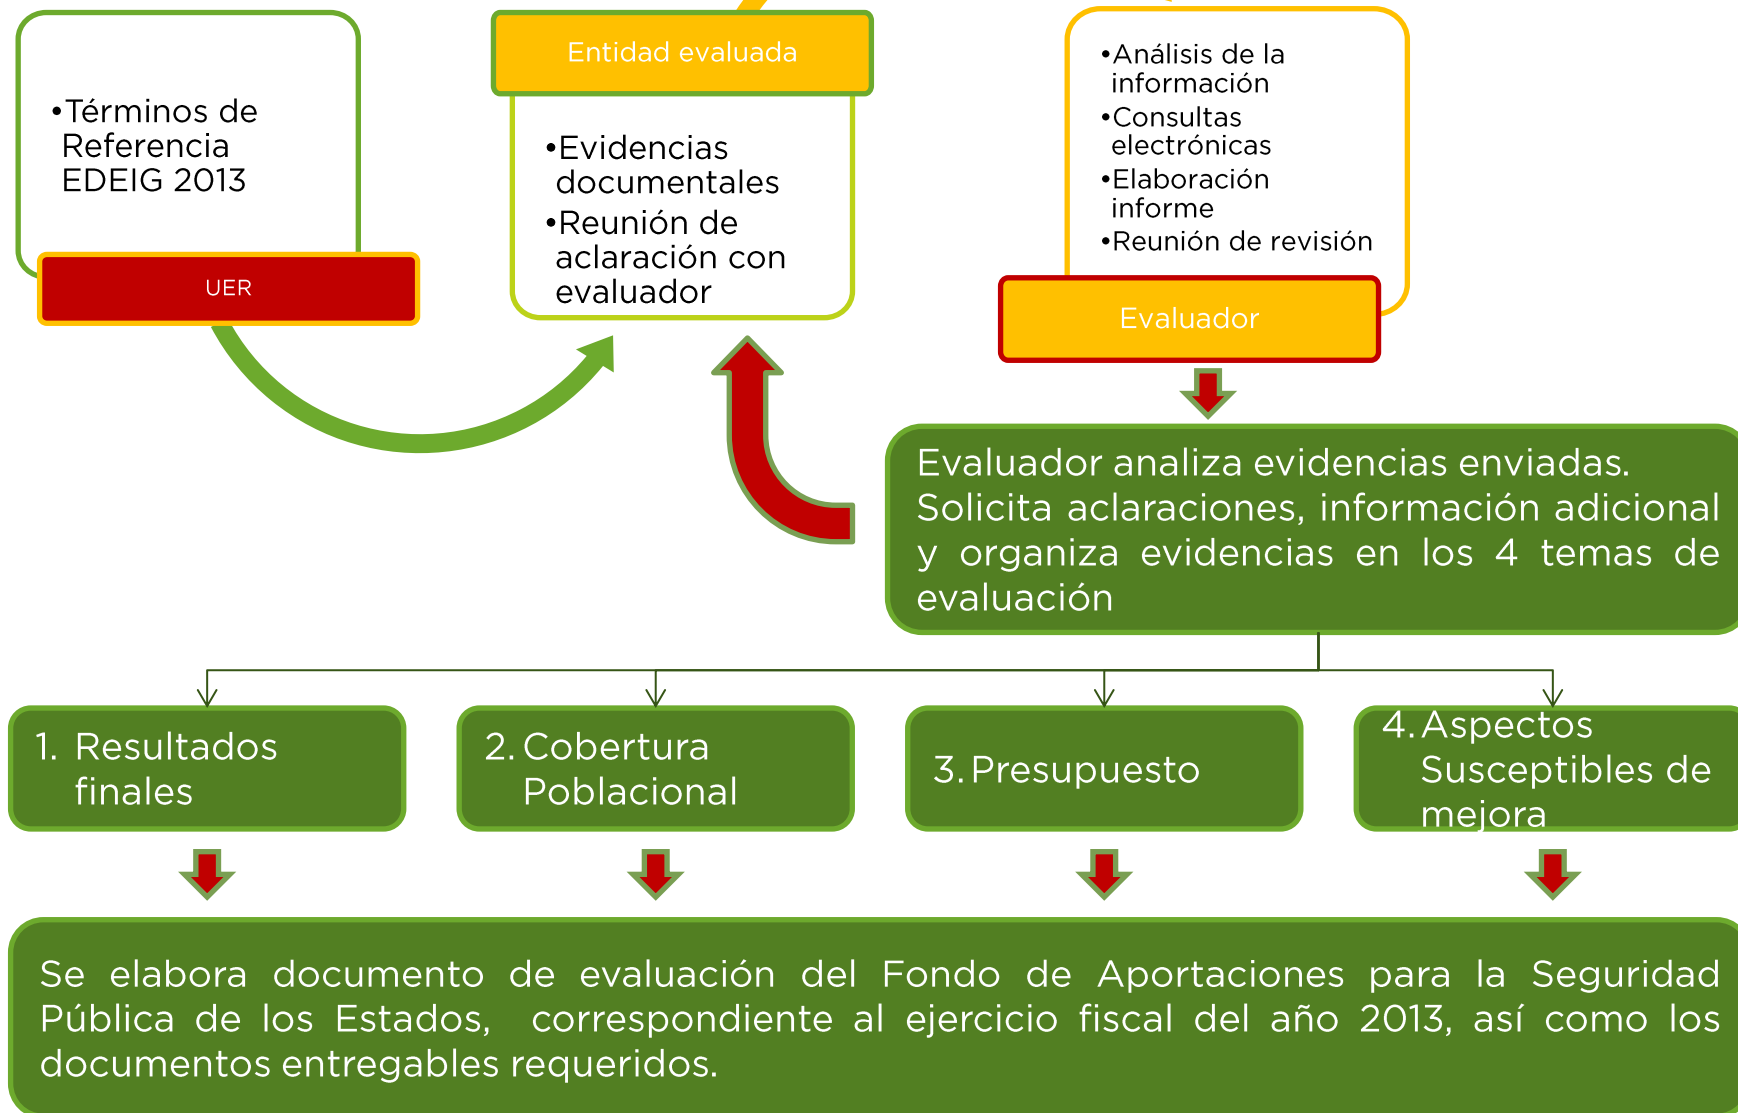 •Términos de
Referencia
EDEIG 2013
UER
Entidad evaluada
•Evidencias
documentales
•Reunión de
aclaración con
evaluador
•Análisis de la
información
•Consultas
electrónicas
•Elaboración
informe
•Reunión de revisión
Evaluador
Evaluador analiza evidencias enviadas.
Solicita aclaraciones, información adicional
y organiza evidencias en los 4 temas de
evaluación
1. Resultados
finales
2. Cobertura
Poblacional
3. Presupuesto
4. Aspectos
Susceptibles de
mejora
Se elabora documento de evaluación del Fondo de Aportaciones para la Seguridad
Pública de los Estados, correspondiente al ejercicio fiscal del año 2013, así como los
documentos entregables requeridos.